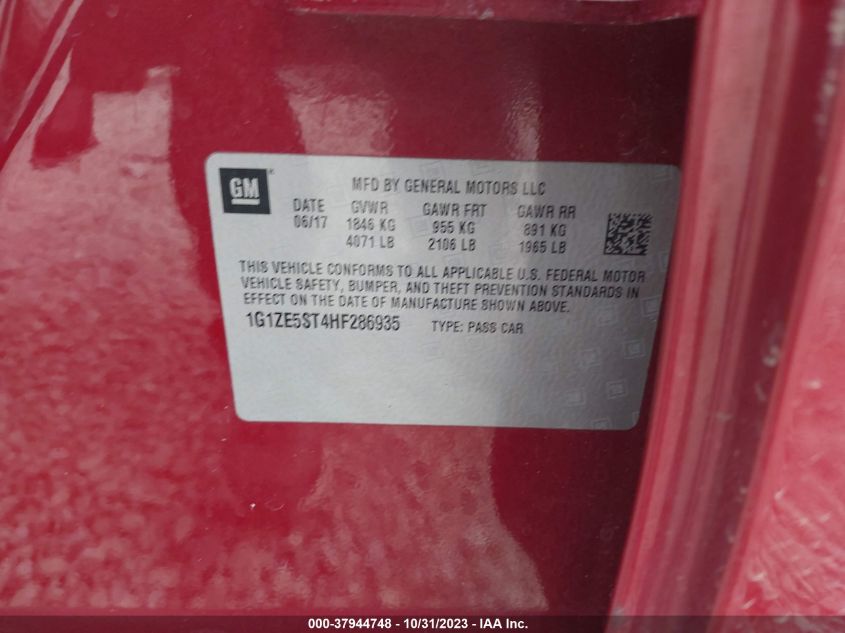 GM
MFD BY GENERAL MOTORS LLC
DATE GVWR GAWR FRT GAWR RR
06/17 1846 KG 955 KG 891 KG
4071 LB 2106 LB 1965 LB
THIS VEHICLE CONFORMS TO ALL APPLICABLE U.S. FEDERAL MOTOR
VEHICLE SAFETY, BUMPER, AND THEFT PREVENTION STANDARDS IN
EFFECT ON THE DATE OF MANUFACTURE SHOWN ABOVE.
1G1ZE5ST4HF286935 TYPE: PASS CAR
000-37944748 - 10/31/2023 - IAA Inc.